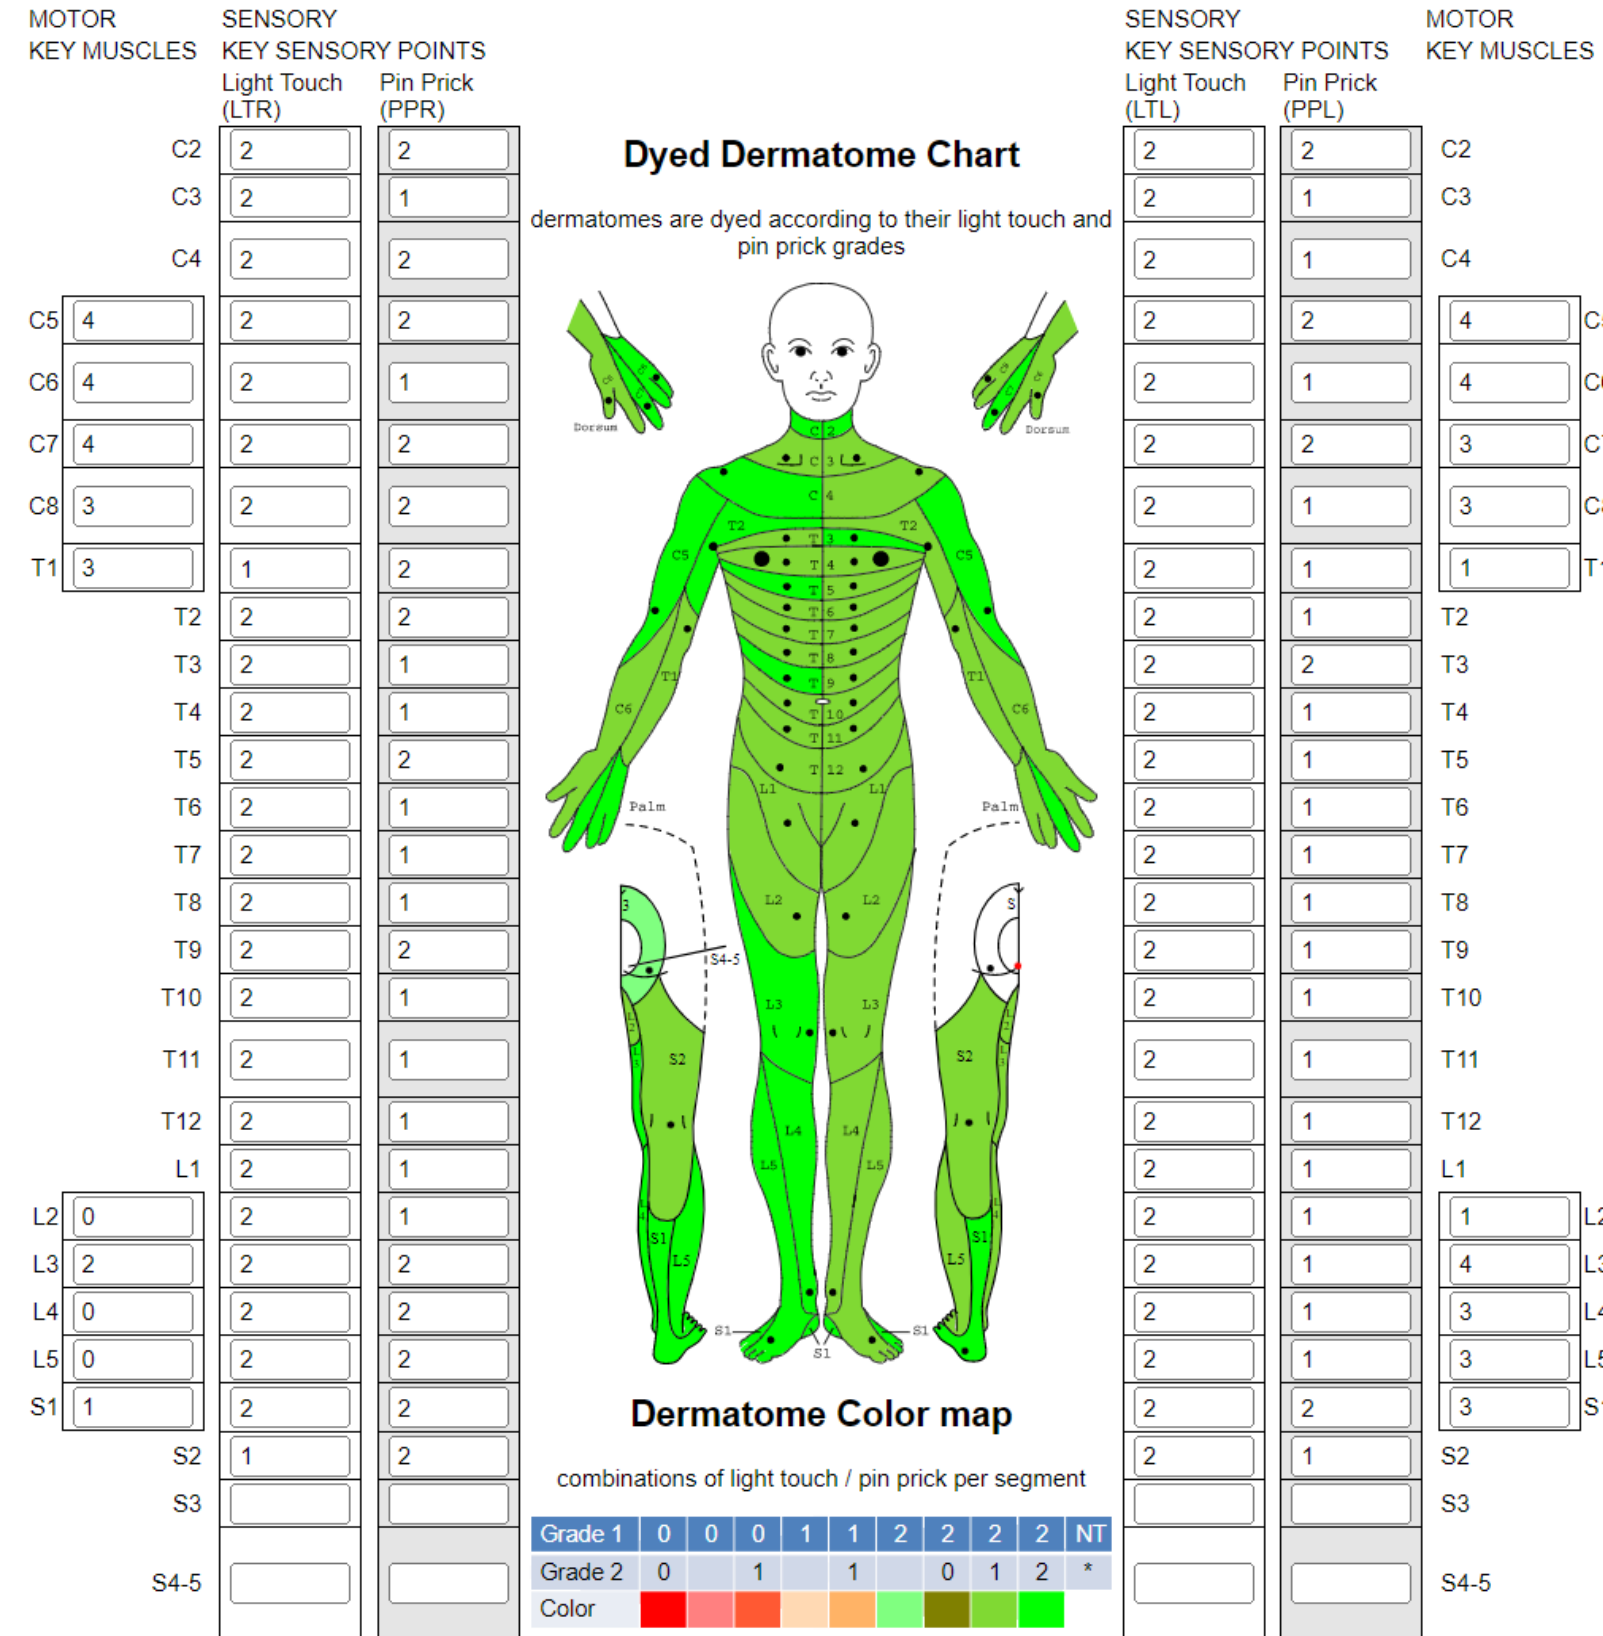 MOTOR SENSORY SENSORY MOTOR
KEY MUSCLES KEY SENSORY POINTS KEY SENSORY POINTS KEY MUSCLES
Light Touch Pin Prick Light Touch Pin Prick
(LTR) (PPR) (LTL) (PPL)
C2 2 2 2 2 C2
Dyed Dermatome Chart
C3 2 1 2 1 C3
dermatomes are dyed according to their light touch and
pin prick grades
C4 2 2 2 1 C4
C5 4 2 2 2 2 4
C6 4 2 1 2 1 4
C7 4 2 2 2 2 3
C8 3 2 2 2 1 3
T1 3 1 2 2 1 1
T2 2 2 2 1 T2
T3 2 1 2 2 T3
T4 2 1 2 1 T4
T5 2 2 2 1 T5
T6 2 1 2 1 T6
T7 2 1 2 1 T7
T8 2 1 2 1 T8
T9 2 2 2 1 T9
T10 2 1 2 1 T10
T11 2 1 2 1 T11
T12 2 1 2 1 T12
L1 2 1 2 1 L1
L2 0 2 1 2 1 1
L3 2 2 2 2 1 4
L4 0 2 2 2 1 3
L5 0 2 2 2 1 3
S1 1 2 2 2 2 3
S2 1 2 2 1 S2
S3 S3
S4-5 S4-5
Dorsum Dorsum
C 2
C 3
C 4
T2 T2
T 3
C5 T 4 C5
T 5
T 6
T 7
T 8
T1 T 9 T1
C6 T 10 C6
T 11
T 12
L1 L1
Palm Palm
L2 L2
3 S
S4-5
L3 L3
S2 S2
L4 L4
L5 L5
S1 S1
L5 L5
S1 S1
S1
Dermatome Color map
combinations of light touch / pin prick per segment
Grade 1 0 0 0 1 1 2 2 2 2 NT
Grade 2 0 1 1 0 1 2 *
Color